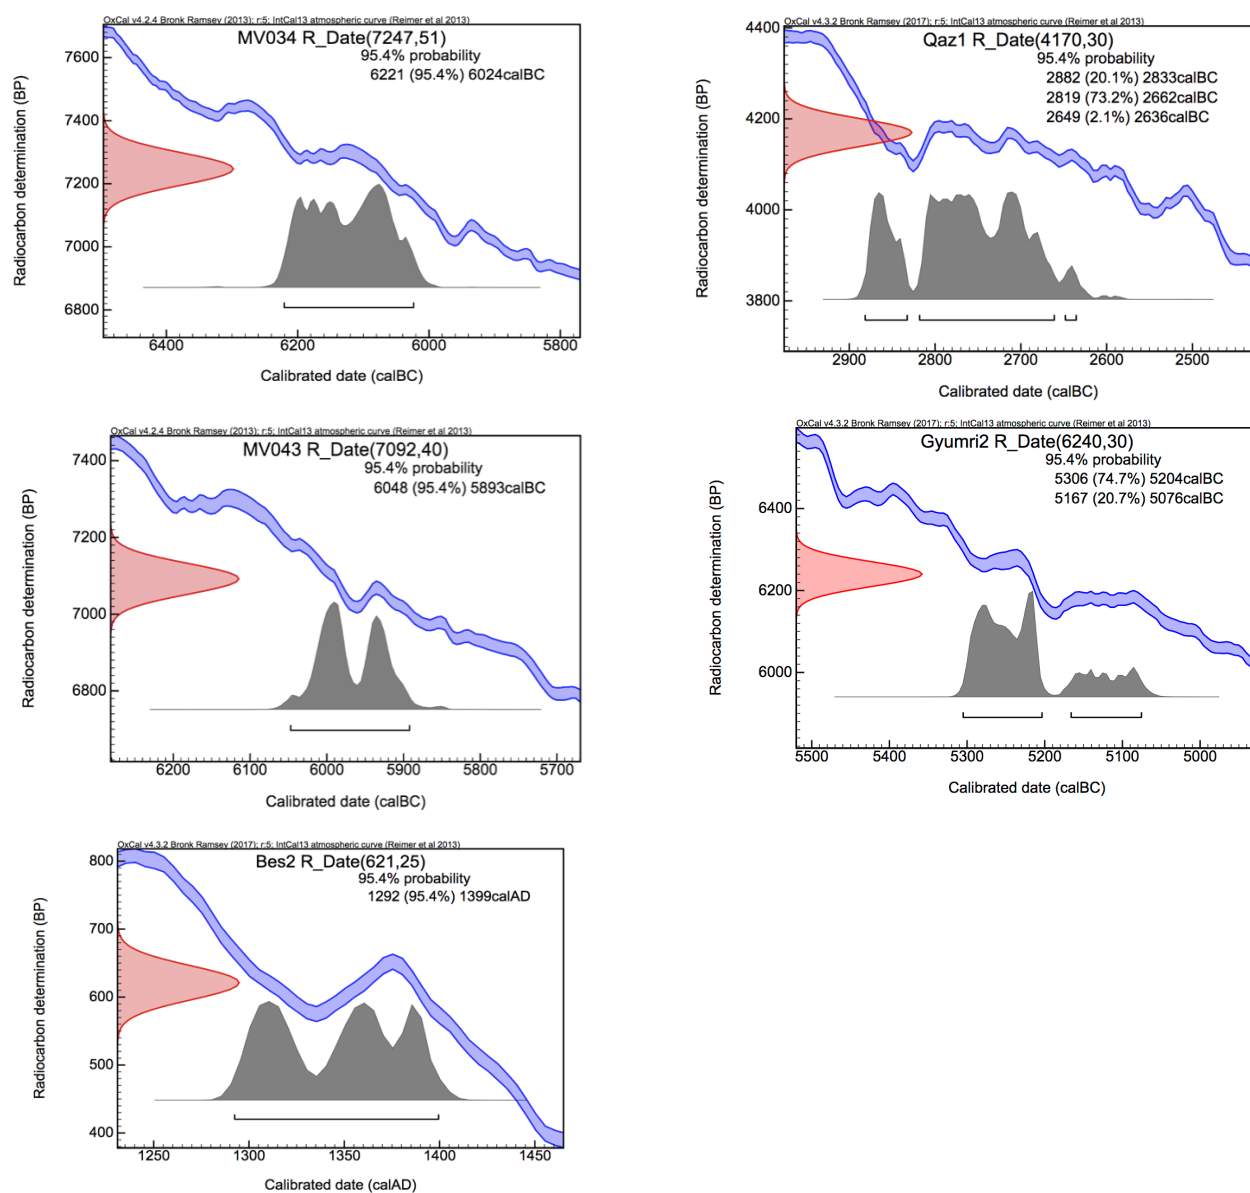 OxCal v4.2.4 Bronk Ramsey (2013); r:5; IntCal13 atmospheric curve (Reimer et al 2013)
MV034 R_Date(7247,51)
95.4% probability
6221 (95.4%) 6024calBC
Radiocarbon determination (BP)
7600
7400
7200
7000
6800
6400
6200
6000
5800
Calibrated date (calBC)
OxCal v4.3.2 Bronk Ramsey (2017); r:5; IntCal13 atmospheric curve (Reimer et al 2013)
Qaz1 R_Date(4170,30)
95.4% probability
2882 (20.1%) 2833calBC
2819 (73.2%) 2662calBC
2649 (2.1%) 2636calBC
Radiocarbon determination (BP)
4400
4200
4000
3800
2900
2800
2700
2600
2500
Calibrated date (calBC)
OxCal v4.2.4 Bronk Ramsey (2013); r:5; IntCal13 atmospheric curve (Reimer et al 2013)
MV043 R_Date(7092,40)
95.4% probability
6048 (95.4%) 5893calBC
Radiocarbon determination (BP)
7400
7200
7000
6800
6200
6100
6000
5900
5800
5700
Calibrated date (calBC)
OxCal v4.3.2 Bronk Ramsey (2017); r:5; IntCal13 atmospheric curve (Reimer et al 2013)
Gyumri2 R_Date(6240,30)
95.4% probability
5306 (74.7%) 5204calBC
5167 (20.7%) 5076calBC
Radiocarbon determination (BP)
6400
6200
6000
5500
5400
5300
5200
5100
5000
Calibrated date (calBC)
OxCal v4.3.2 Bronk Ramsey (2017); r:5; IntCal13 atmospheric curve (Reimer et al 2013)
Bes2 R_Date(621,25)
95.4% probability
1292 (95.4%) 1399calAD
Radiocarbon determination (BP)
800
700
600
500
400
1250
1300
1350
1400
1450
Calibrated date (calAD)